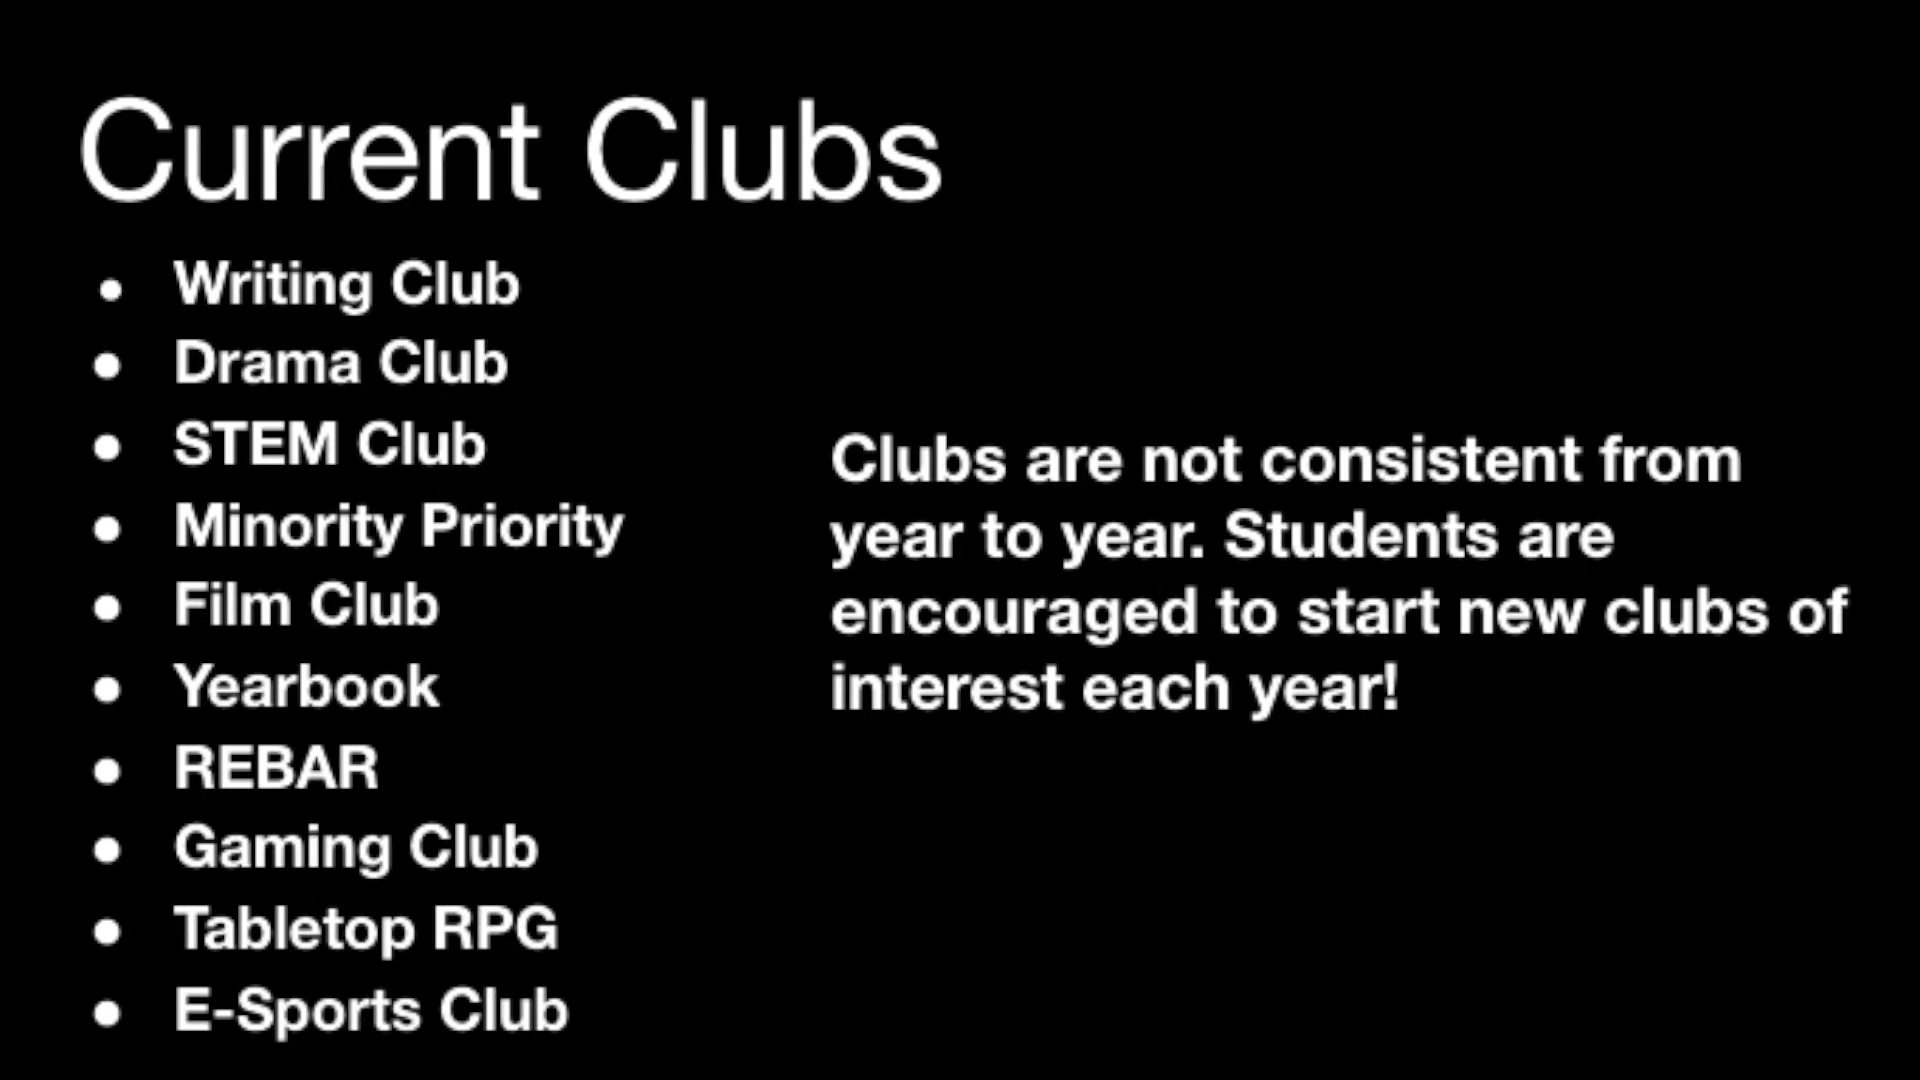 Current Clubs
• Writing Club
• Drama Club
• STEM Club
• Minority Priority
• Film Club
• Yearbook
• REBAR
• Gaming Club
• Tabletop RPG
• E-Sports Club
Clubs are not consistent from
year to year. Students are
encouraged to start new clubs of
interest each year!